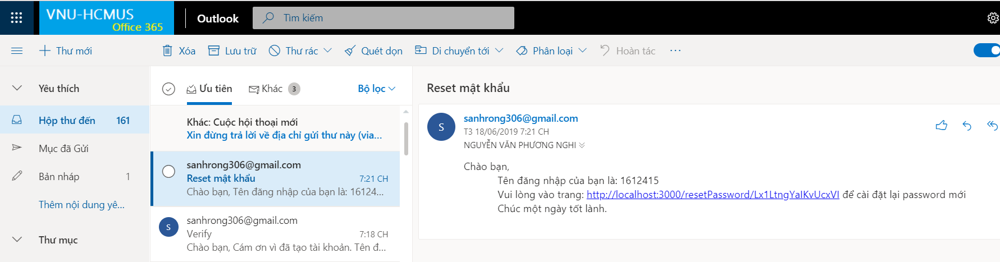 VNU-HCMUS
Office 365
Outlook
Tìm kiếm
Thư mới
Xóa
Lưu trữ
Thư rác
Quét dọn
Di chuyển tới
Phân loại
Hoàn tác
Yêu thích
Hộp thư đến 161
Mục đã Gửi
Bản nháp 1
Thêm nội dung yê...
Thư mục
Ưu tiên
Khác 3
Bộ lọc
Khác: Cuộc hội thoại mới
Xin đừng trả lời về địa chỉ gửi thư này (via...
sanhrong306@gmail.com
Reset mật khẩu 7:21 CH
Chào bạn, Tên đăng nhập của bạn là: 16124...
S
sanhrong306@gmail.com
Verify 7:18 CH
Chào bạn, Cám ơn vì đã tạo tài khoản. Tên đ...
Reset mật khẩu
S
sanhrong306@gmail.com
T3 18/06/2019 7:21 CH
NGUYỄN VĂN PHƯƠNG NGHI
Chào bạn,
Tên đăng nhập của bạn là: 1612415
Vui lòng vào trang: http://localhost:3000/resetPassword/Lx1LtngYaIKvUcxVI để cài đặt lại password mới
Chúc một ngày tốt lành.